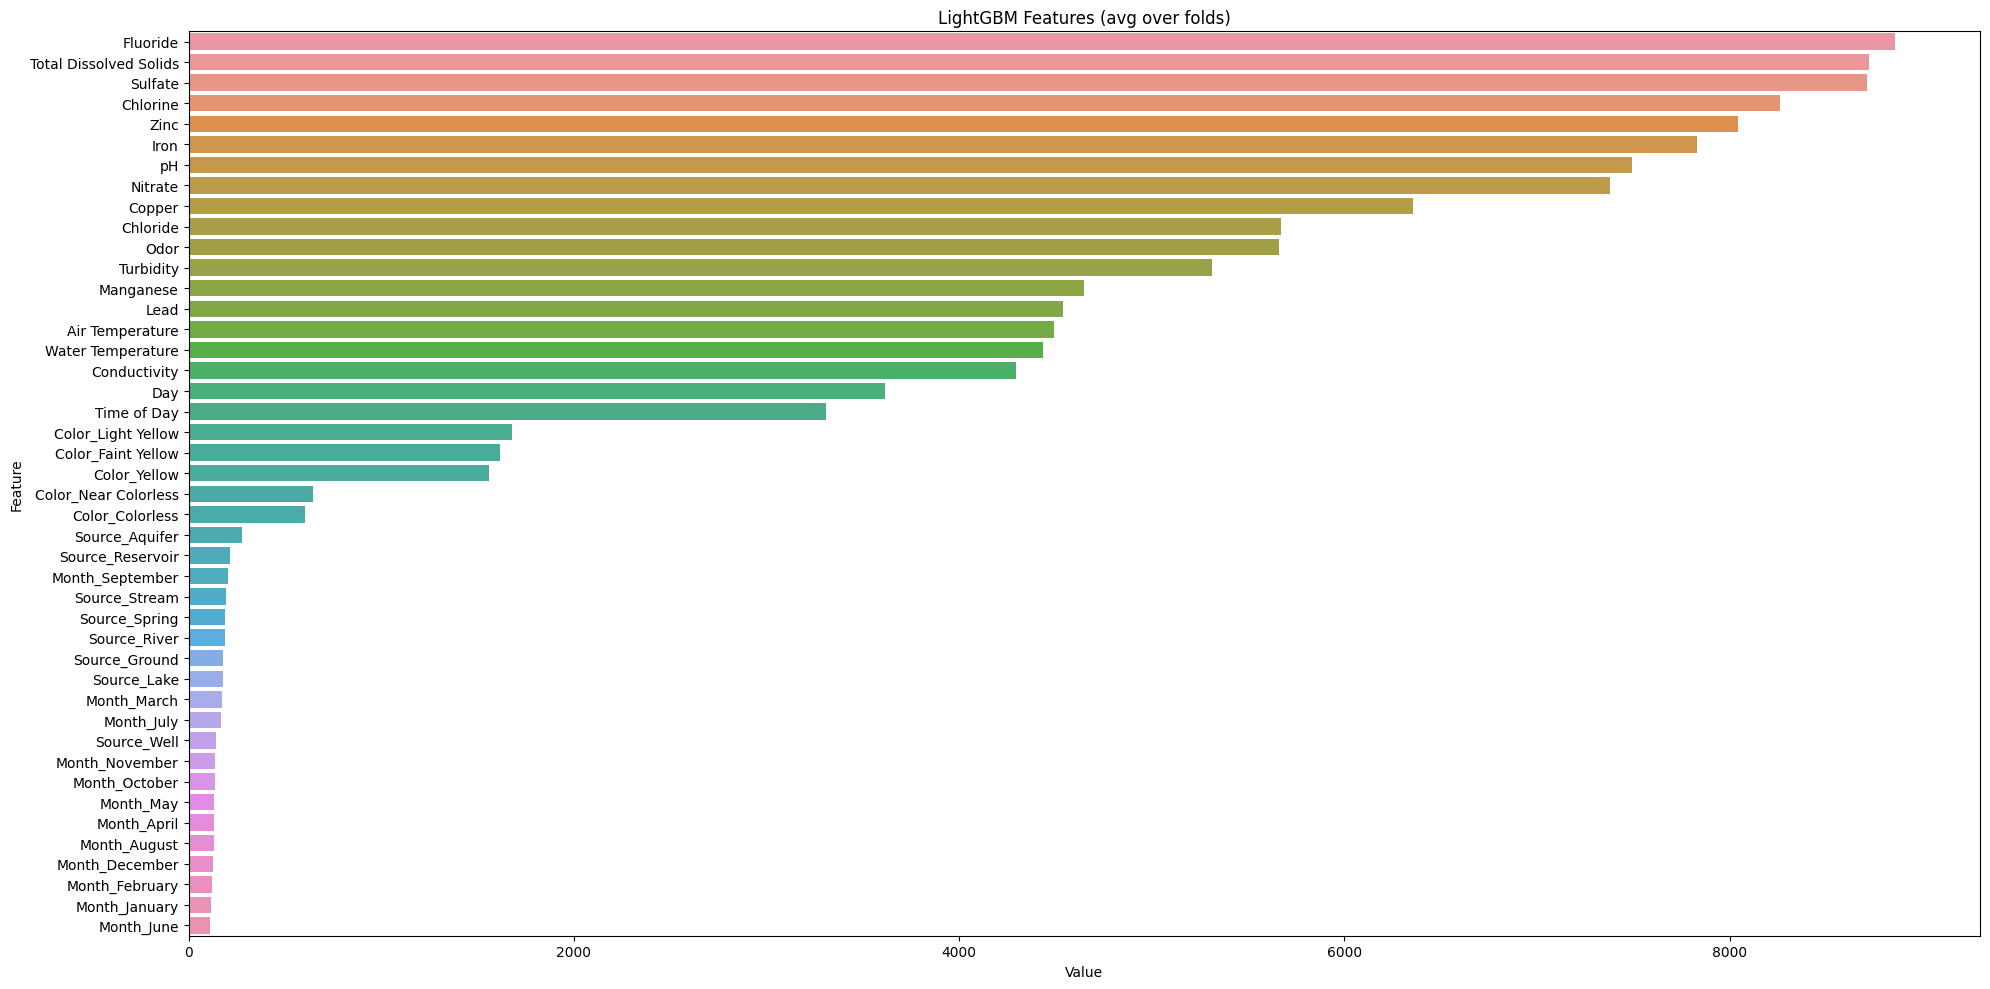 LightGBM Features (avg over folds)
Fluoride
Total Dissolved Solids
Sulfate
Chlorine
Zinc
Iron
pH
Nitrate
Copper
Chloride
Odor
Turbidity
Manganese
Lead
Air Temperature
Water Temperature
Conductivity
Day
Time of Day
Color_Light Yellow
Color_Faint Yellow
Color_Yellow
Color_Near Colorless
Color_Colorless
Source_Aquifer
Source_Reservoir
Month_September
Source_Stream
Source_Spring
Source_River
Source_Ground
Source_Lake
Month_March
Month_July
Source_Well
Month_November
Month_October
Month_May
Month_April
Month_August
Month_December
Month_February
Month_January
Month_June
Feature
0 2000 4000 6000 8000
Value